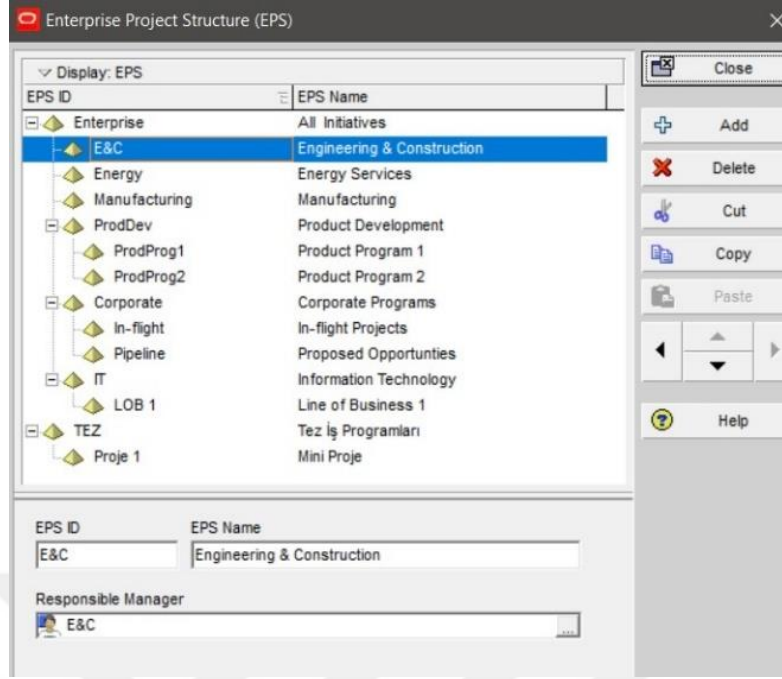 Enterprise Project Structure (EPS)
Display: EPS
Close
EPS ID EPS Name
Enterprise All Initiatives
Add
E&C Engineering & Construction
Energy Energy Services
Delete
Manufacturing Manufacturing
ProdDev Product Development
Cut
ProdProg1 Product Program 1
Copy
ProdProg2 Product Program 2
Corporate Corporate Programs
Paste
In-flight In-flight Projects
Pipeline Proposed Opportunties
IT Information Technology
LOB 1 Line of Business 1
Help
TEZ Tez İş Programları
Proje 1 Mini Proje
EPS ID EPS Name
E&C Engineering & Construction
Responsible Manager
E&C ...